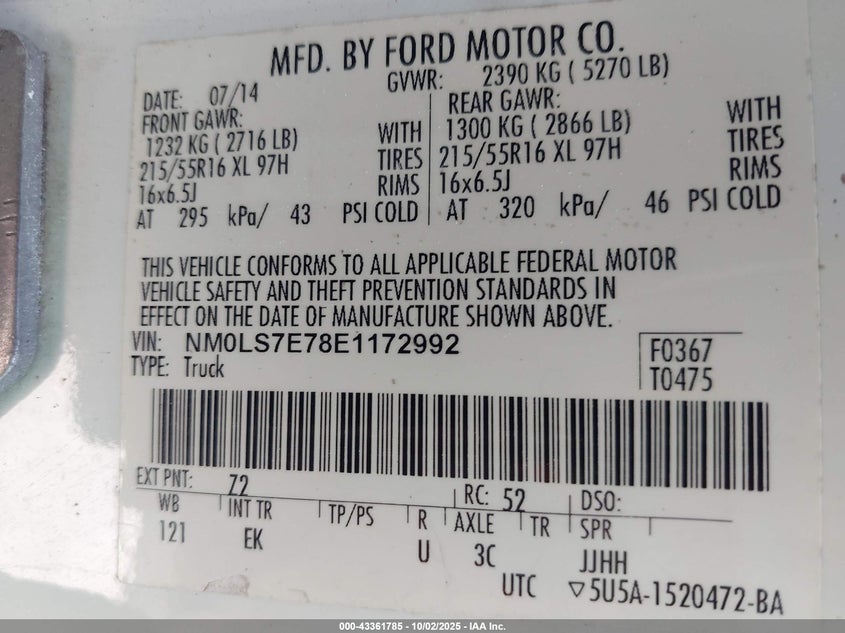 MFD. BY FORD MOTOR CO.
DATE: 07/14 GVWR: 2390 KG ( 5270 LB)
FRONT GAWR: REAR GAWR:
1232 KG ( 2716 LB) WITH 1300 KG ( 2866 LB) WITH
215/55R16 XL 97H TIRES 215/55R16 XL 97H TIRES
16x6.5J RIMS 16x6.5J RIMS
AT 295 kPa/ 43 PSI COLD AT 320 kPa/ 46 PSI COLD
THIS VEHICLE CONFORMS TO ALL APPLICABLE FEDERAL MOTOR
VEHICLE SAFETY AND THEFT PREVENTION STANDARDS IN
EFFECT ON THE DATE OF MANUFACTURE SHOWN ABOVE.
VIN: NM0LS7E78E1172992 F0367
TYPE: Truck T0475
EXT PNT: Z2 RC: 52 DSO:
WB INT TR TP/PS R AXLE TR SPR
121 EK U 3C JJHH
UTC ▽5U5A-1520472-BA
000-43361785 - 10/02/2025 - IAA Inc.